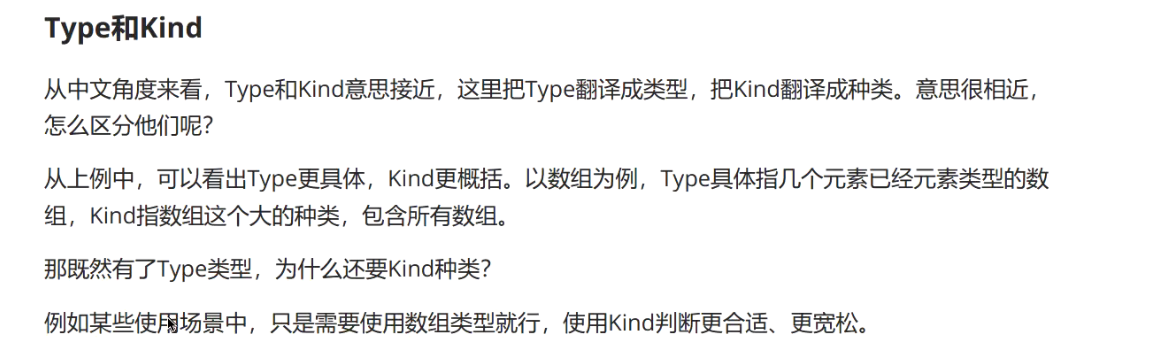 Type和Kind
从中文角度来看，Type和Kind意思接近，这里把Type翻译成类型，把Kind翻译成种类。意思很相近，
怎么区分他们呢？
从上例中，可以看出Type更具体，Kind更概括。以数组为例，Type具体指几个元素已经元素类型的数
组，Kind指数组这个大的种类，包含所有数组。
那既然有了Type类型，为什么还要Kind种类？
例如某些使用场景中，只是需要使用数组类型就行，使用Kind判断更合适、更宽松。